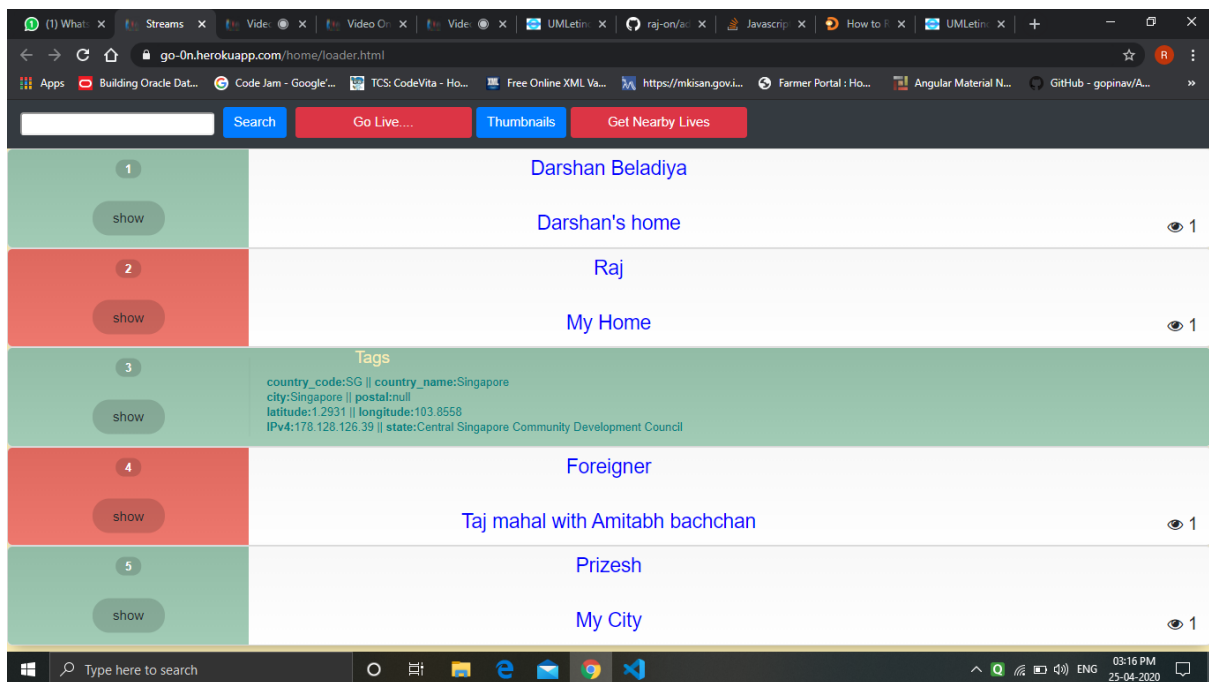 (1) Whats
Streams
Vide
Video On
Vide
UMLetin
raj-on/ad
Javascrip
How to R
UMLetin
go-0n.herokuapp.com/home/loader.html
R
Apps
Building Oracle Dat...
Code Jam - Google'...
TCS: CodeVita - Ho...
Free Online XML Va...
https://mkisan.gov.i...
Farmer Portal : Ho...
Angular Material N...
GitHub - gopinav/A...
»
Search
Go Live....
Thumbnails
Get Nearby Lives
1
Darshan Beladiya
show
Darshan's home
1
2
Raj
show
My Home
1
3
Tags
country_code:SG || country_name:Singapore
city:Singapore || postal:null
latitude:1.2931 || longitude:103.8558
IPv4:178.128.126.39 || state:Central Singapore Community Development Council
show
4
Foreigner
show
Taj mahal with Amitabh bachchan
1
5
Prizesh
show
My City
1
Type here to search
ENG
03:16 PM
25-04-2020